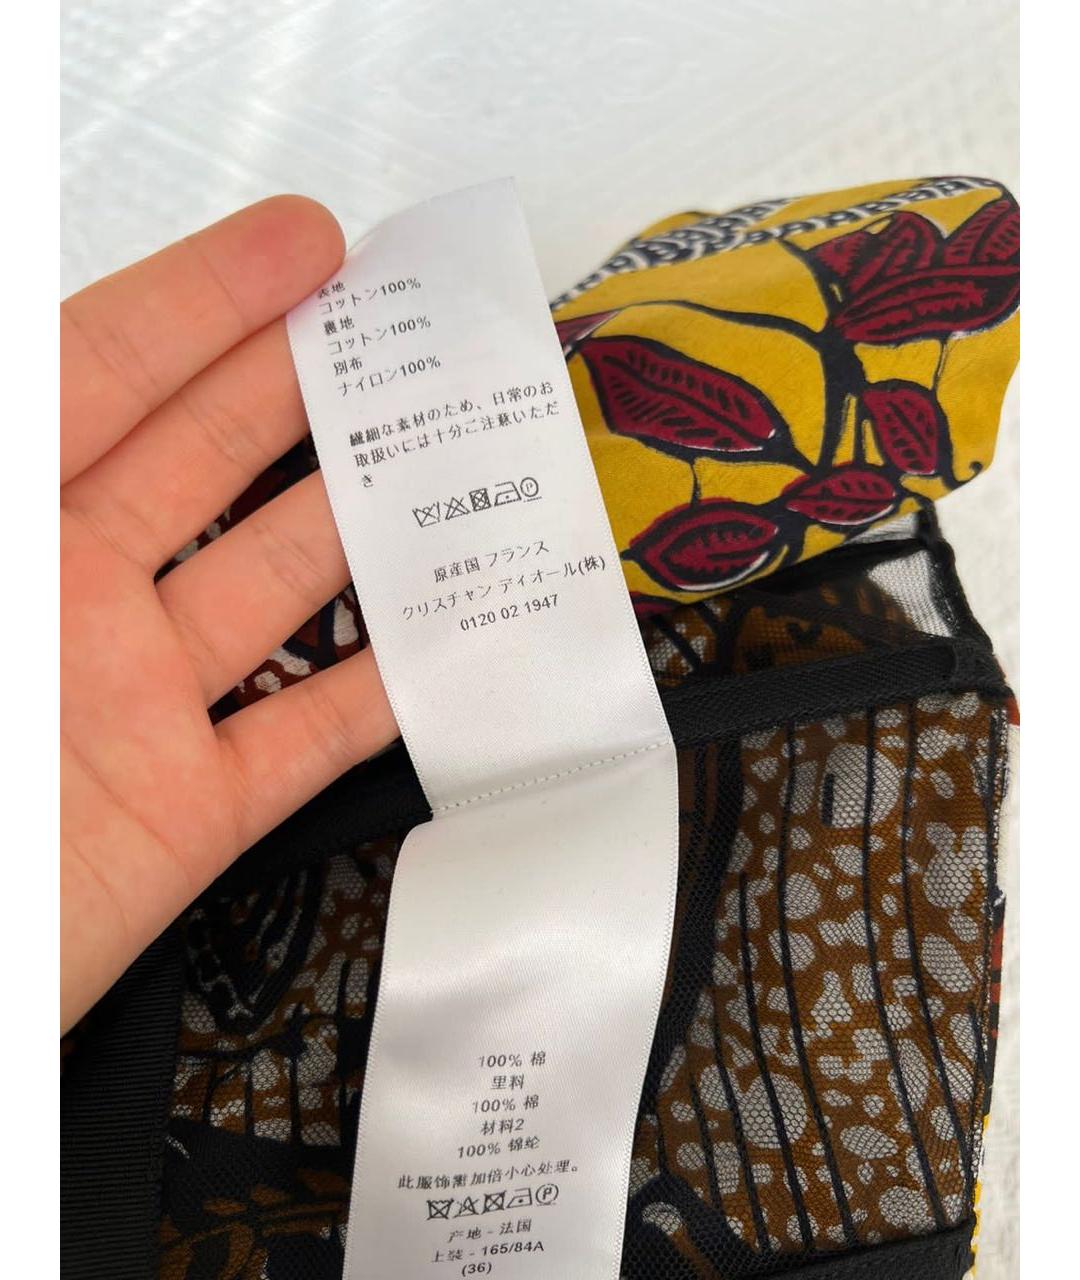 表地
コットン100%
裏地
コットン100%
別布
ナイロン100%
繊細な素材のため、日常のお
取扱いには十分ご注意いただ
き
原産国 フランス
クリスチャン ディオール(株)
0120 02 1947
100% 棉
里料
100% 棉
材料2
100% 锦纶
此服饰需加倍小心处理。
产地 - 法国
上装 - 165/84A
(36)